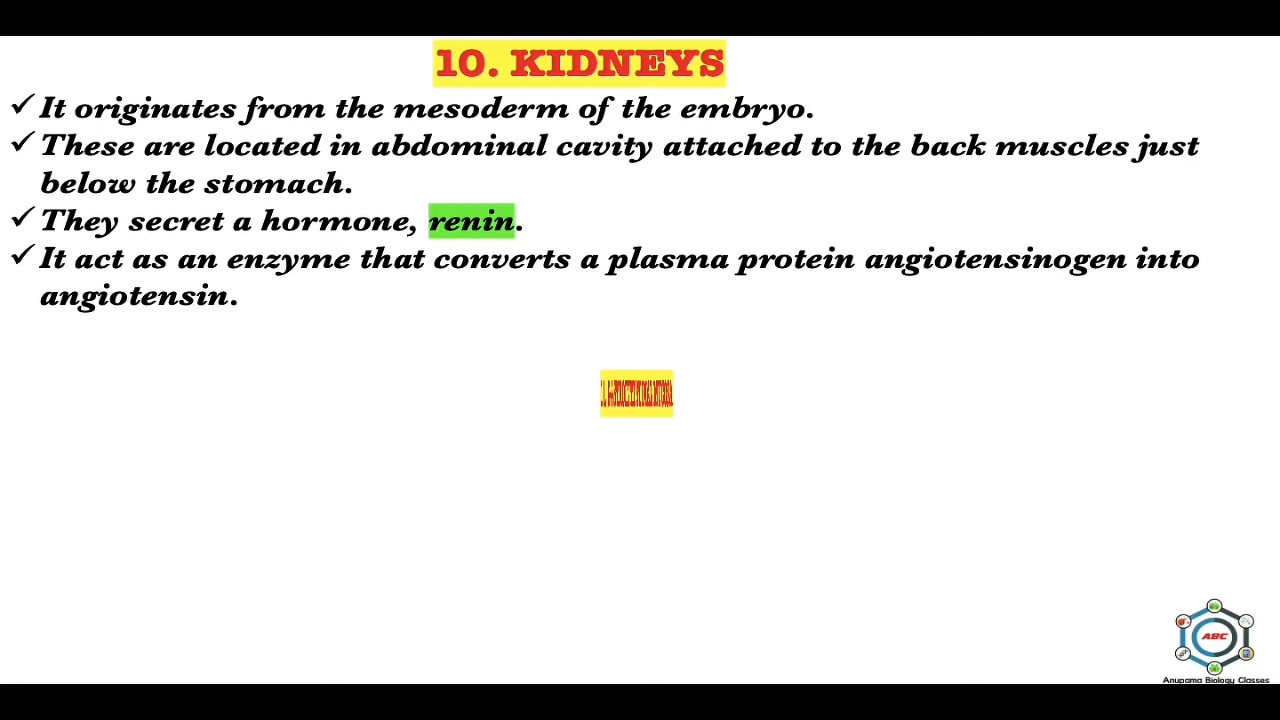 10. KIDNEYS
✓ It originates from the mesoderm of the embryo.
✓ These are located in abdominal cavity attached to the back muscles just
below the stomach.
✓ They secret a hormone, renin.
✓ It act as an enzyme that converts a plasma protein angiotensinogen into
angiotensin.
ABC
Anupama Biology Classes